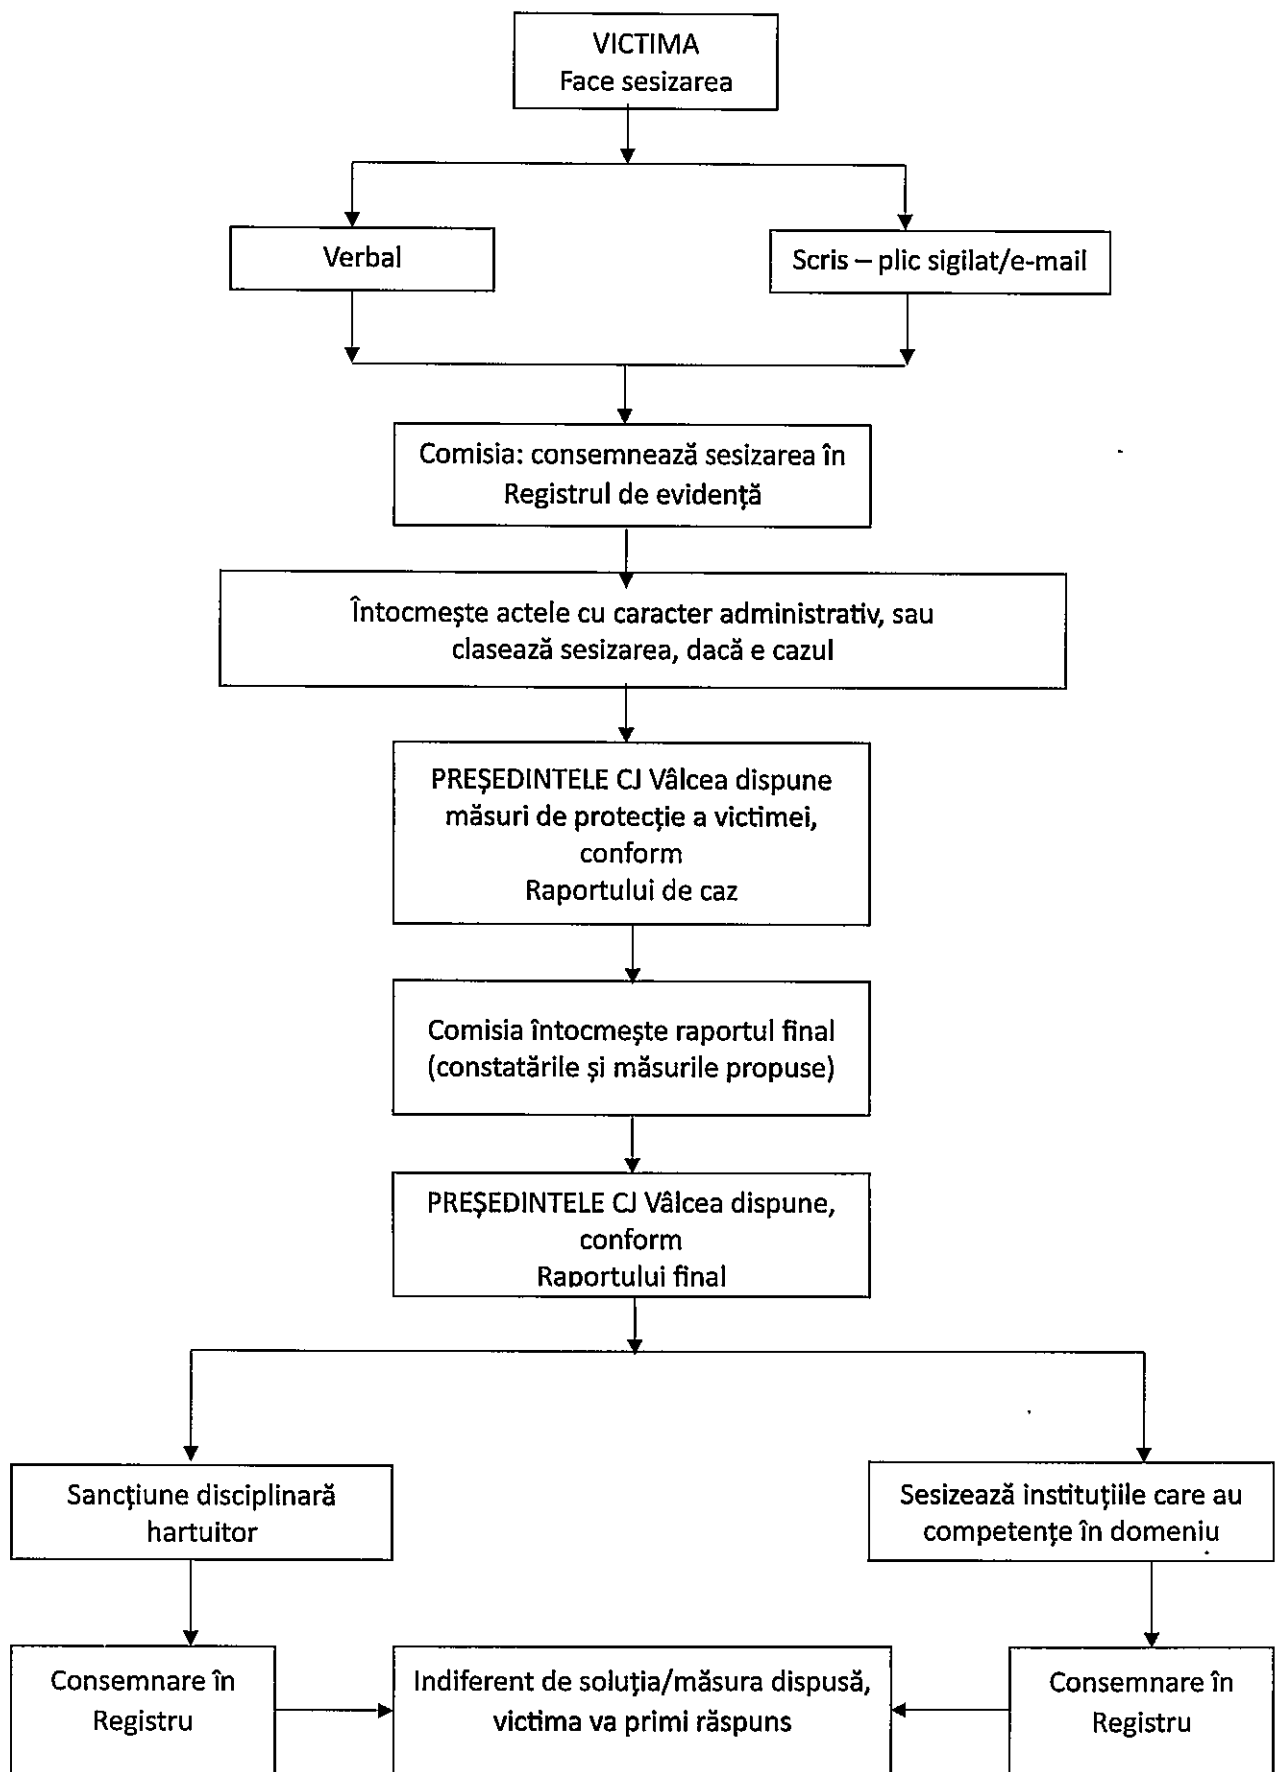 VICTIMA
Face sesizarea
Verbal
Scris – plic sigilat/e-mail
Comisia: consemnează sesizarea în
Registrul de evidență
Întocmește actele cu caracter administrativ, sau
clasează sesizarea, dacă e cazul
PREȘEDINTELE CJ Vâlcea dispune
măsuri de protecție a victimei,
conform
Raportului de caz
Comisia întocmește raportul final
(constatările și măsurile propuse)
PREȘEDINTELE CJ Vâlcea dispune,
conform
Raportului final
Sancțiune disciplinară
hartuitor
Sesizează instituțiile care au
competențe în domeniu
Consemnare în
Registru
Indiferent de soluția/măsura dispusă,
victima va primi răspuns
Consemnare în
Registru